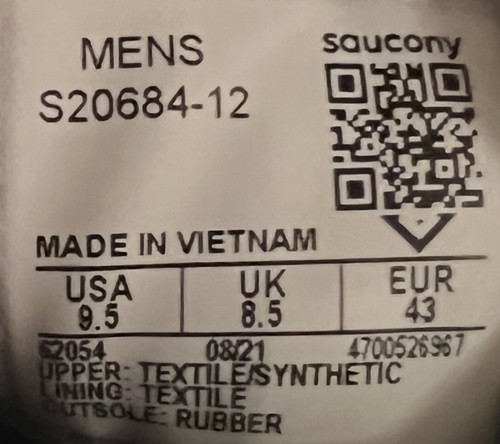 MENS
saucony
S20684-12
MADE IN VIETNAM
USA UK EUR
9.5 8.5 43
62054 08/21 4700526967
UPPER: TEXTILE/SYNTHETIC
LINING: TEXTILE
OUTSOLE: RUBBER